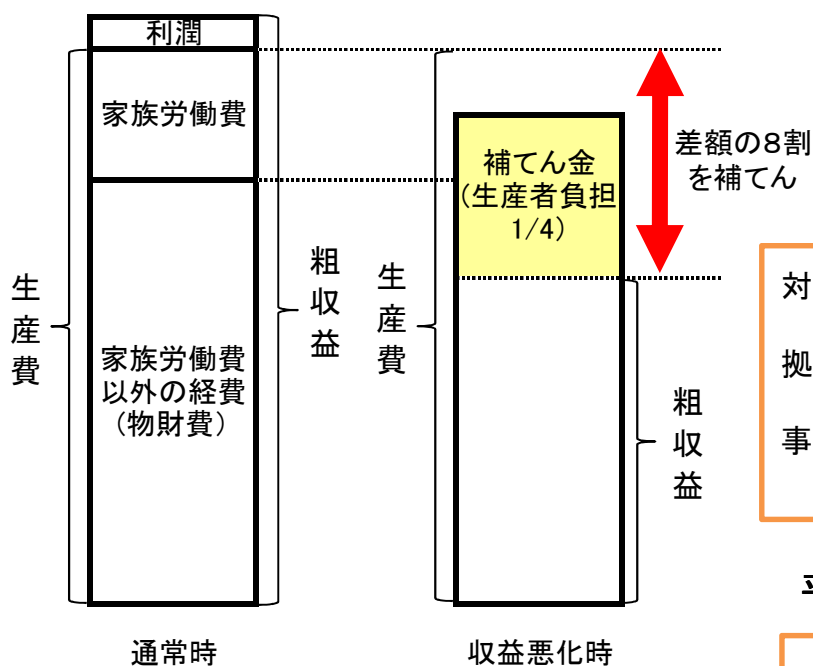 利潤
家族労働費
家族労働費
以外の経費
（物財費）
生
産
費
粗
収
益
通常時
生
産
費
補てん金
(生産者負担
1/4)
粗
収
益
収益悪化時
差額の8割
を補てん
対
拠
事